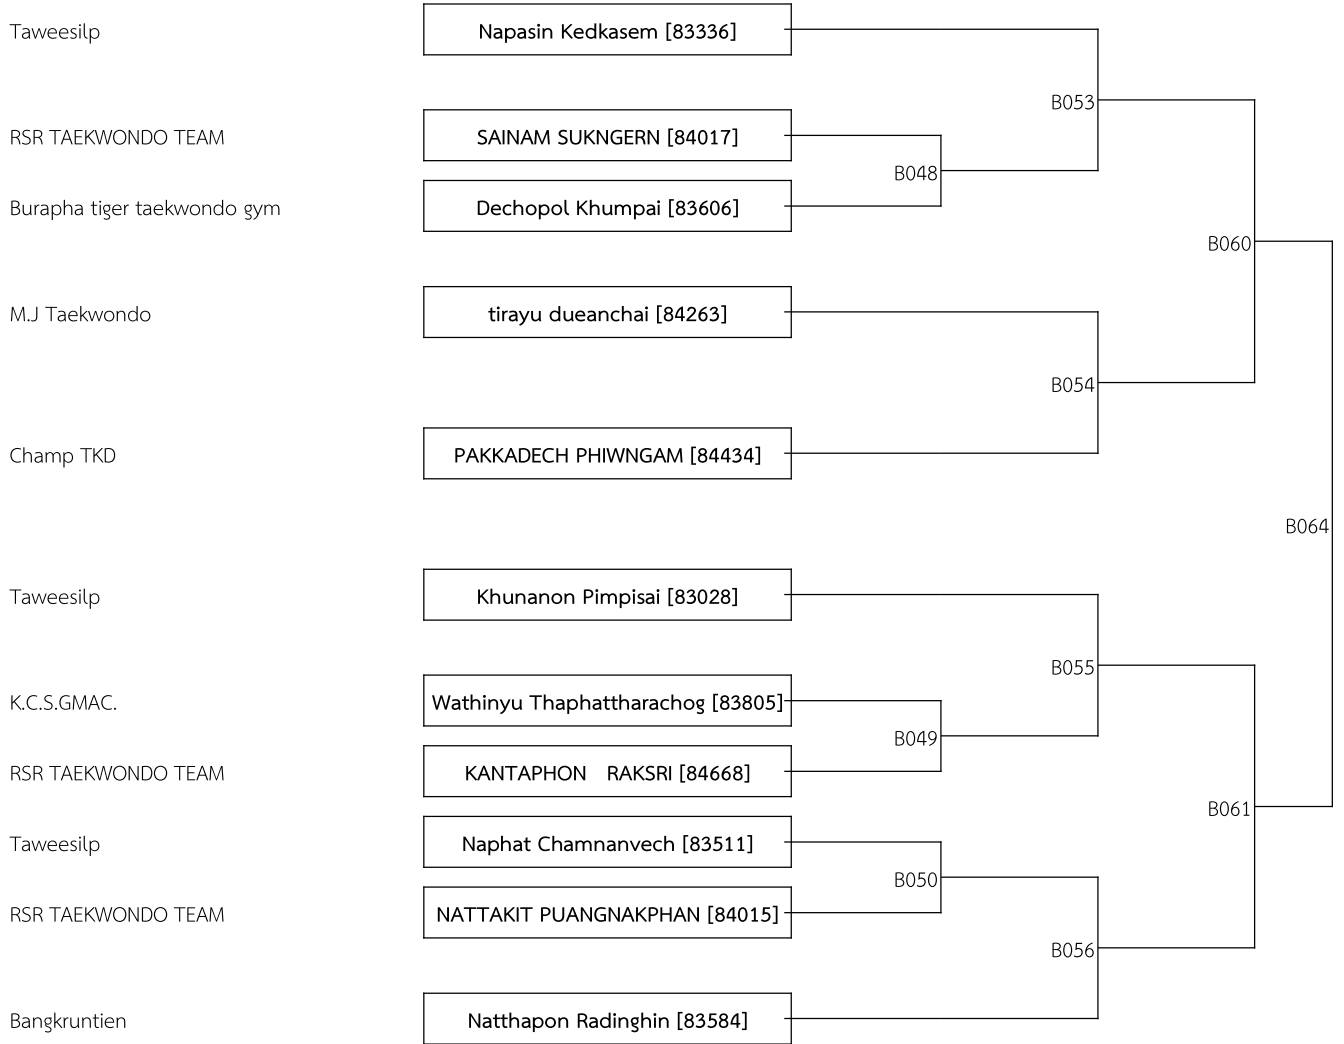 Taweesilp
Napasin Kedkasem [83336]
B053
RSR TAEKWONDO TEAM
SAINAM SUKNGERN [84017]
B048
Burapha tiger taekwondo gym
Dechopol Khumpai [83606]
B060
M.J Taekwondo
tirayu dueanchai [84263]
B054
Champ TKD
PAKKADECH PHIWNGAM [84434]
B064
Taweesilp
Khunanon Pimpisai [83028]
B055
K.C.S.GMAC.
Wathinyu Thaphattharachog [83805]
B049
RSR TAEKWONDO TEAM
KANTAPHON   RAKSRI [84668]
B061
Taweesilp
Naphat Chamnanvech [83511]
B050
RSR TAEKWONDO TEAM
NATTAKIT PUANGNAKPHAN [84015]
B056
Bangkruntien
Natthapon Radinghin [83584]